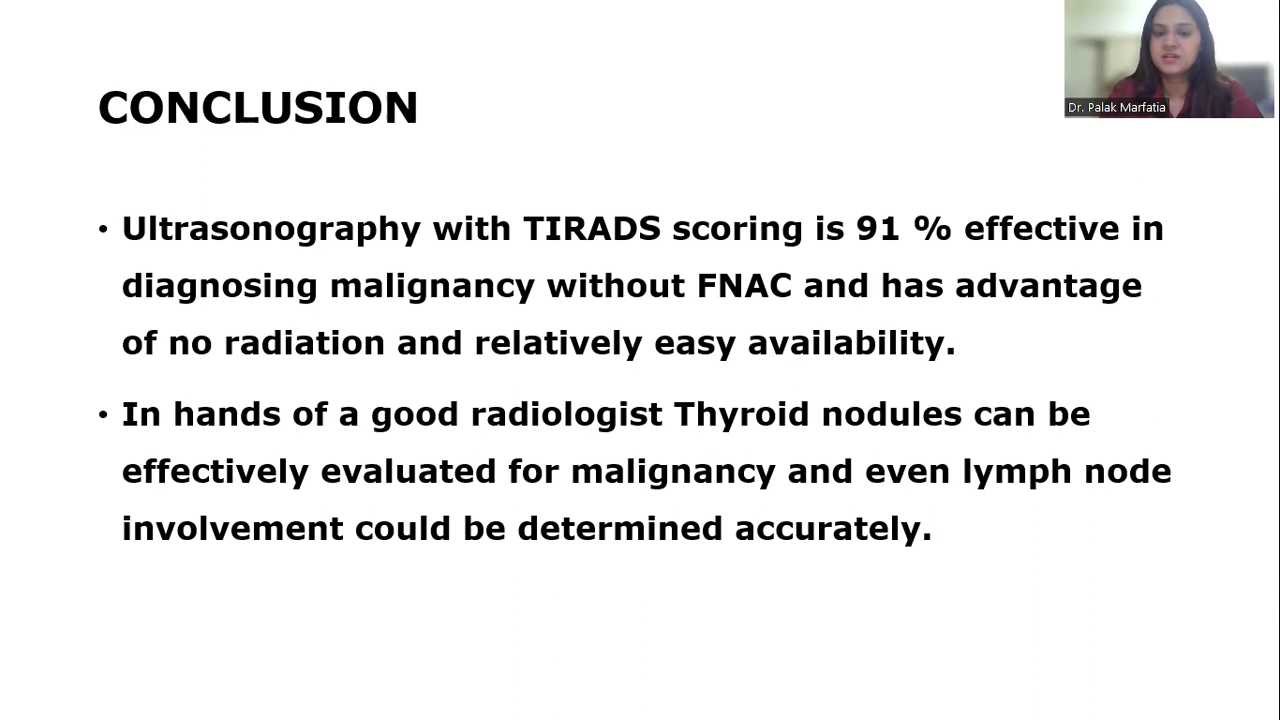 Dr. Palak Marfatia
CONCLUSION
• Ultrasonography with TIRADS scoring is 91 % effective in
diagnosing malignancy without FNAC and has advantage
of no radiation and relatively easy availability.
• In hands of a good radiologist Thyroid nodules can be
effectively evaluated for malignancy and even lymph node
involvement could be determined accurately.